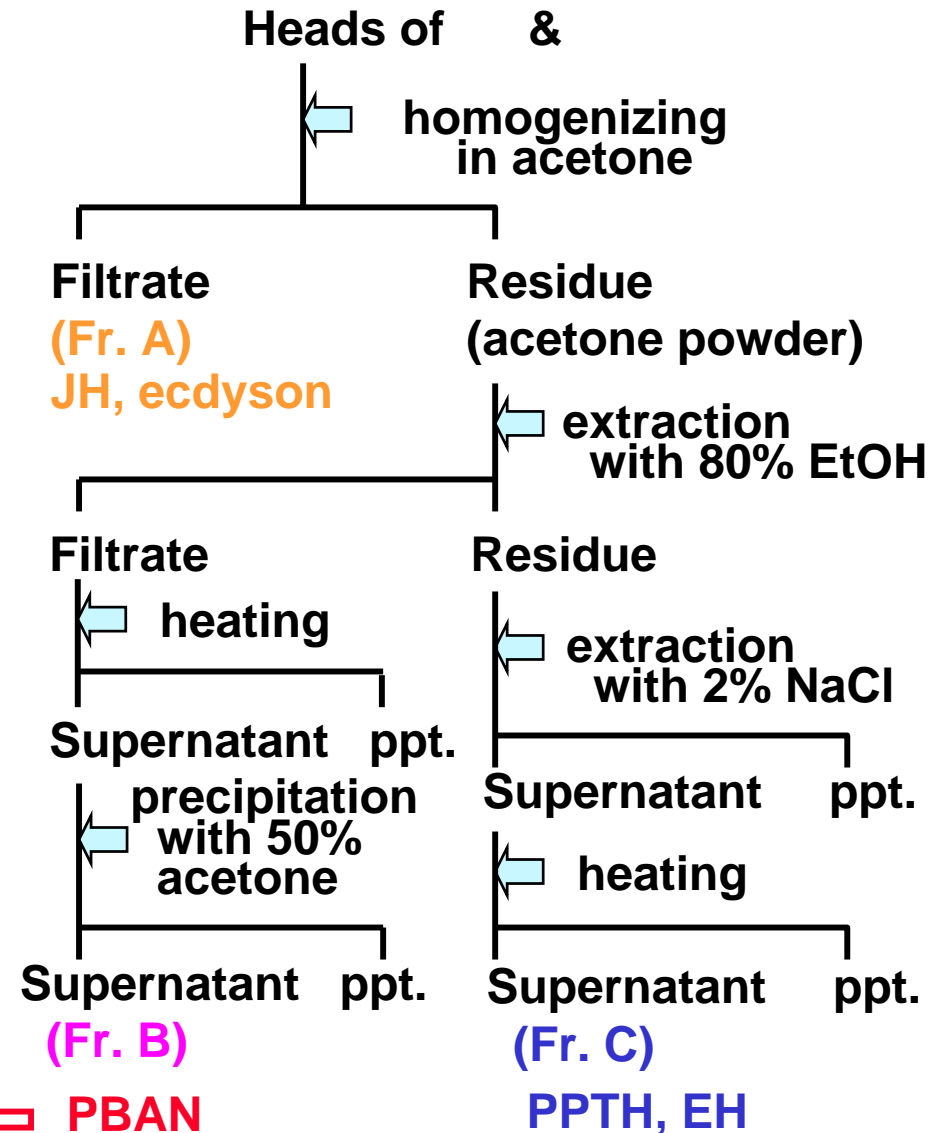 Heads of & 
homogenizing
in acetone
Filtrate
(Fr. A)
JH, ecdyson
Residue
(acetone powder)
extraction
with 80% EtOH
Filtrate
Residue
heating
extraction
with 2% NaCl
Supernatant ppt.
precipitation
with 50%
acetone
Supernatant ppt.
heating
Supernatant ppt.
(Fr. B)
PBAN
Supernatant ppt.
(Fr. C)
PPTH, EH